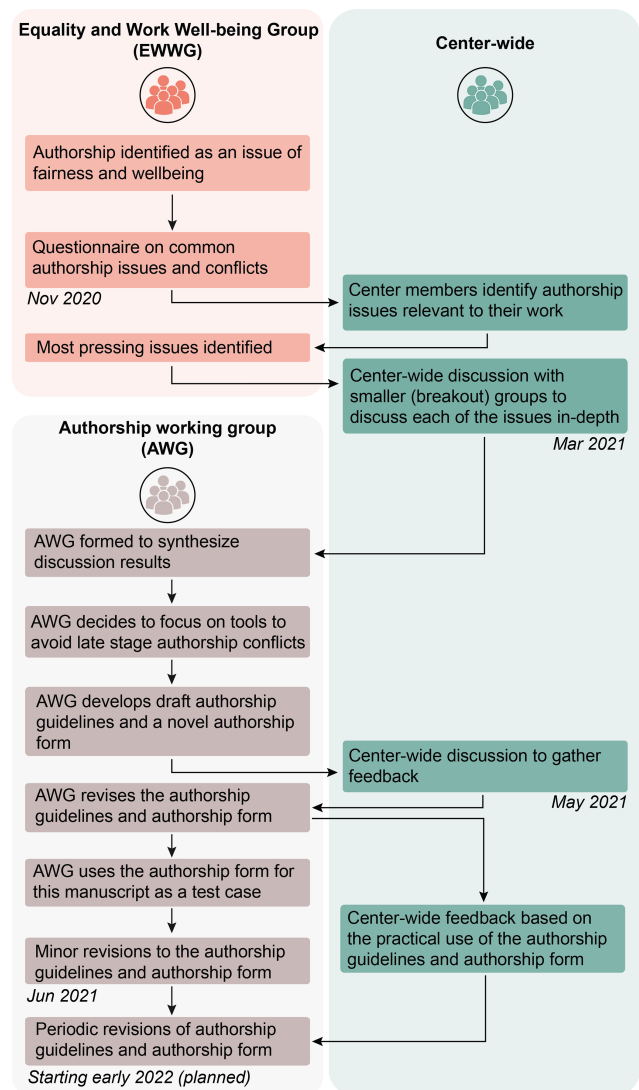 Equality and Work Well-being Group
(EWWG)
Center-wide
Authorship identified as an issue of
fairness and wellbeing
Questionnaire on common
authorship issues and conflicts
Nov 2020
Center members identify authorship
issues relevant to their work
Most pressing issues identified
Center-wide discussion with
smaller (breakout) groups to
discuss each of the issues in-depth
Mar 2021
Authorship working group
(AWG)
AWG formed to synthesize
discussion results
AWG decides to focus on tools to
avoid late stage authorship conflicts
AWG develops draft authorship
guidelines and a novel authorship
form
Center-wide discussion to gather
feedback
May 2021
AWG revises the authorship
guidelines and authorship form
AWG uses the authorship form for
this manuscript as a test case
Center-wide feedback based on
the practical use of the authorship
guidelines and authorship form
Minor revisions to the authorship
guidelines and authorship form
Jun 2021
Periodic revisions of authorship
guidelines and authorship form
Starting early 2022 (planned)